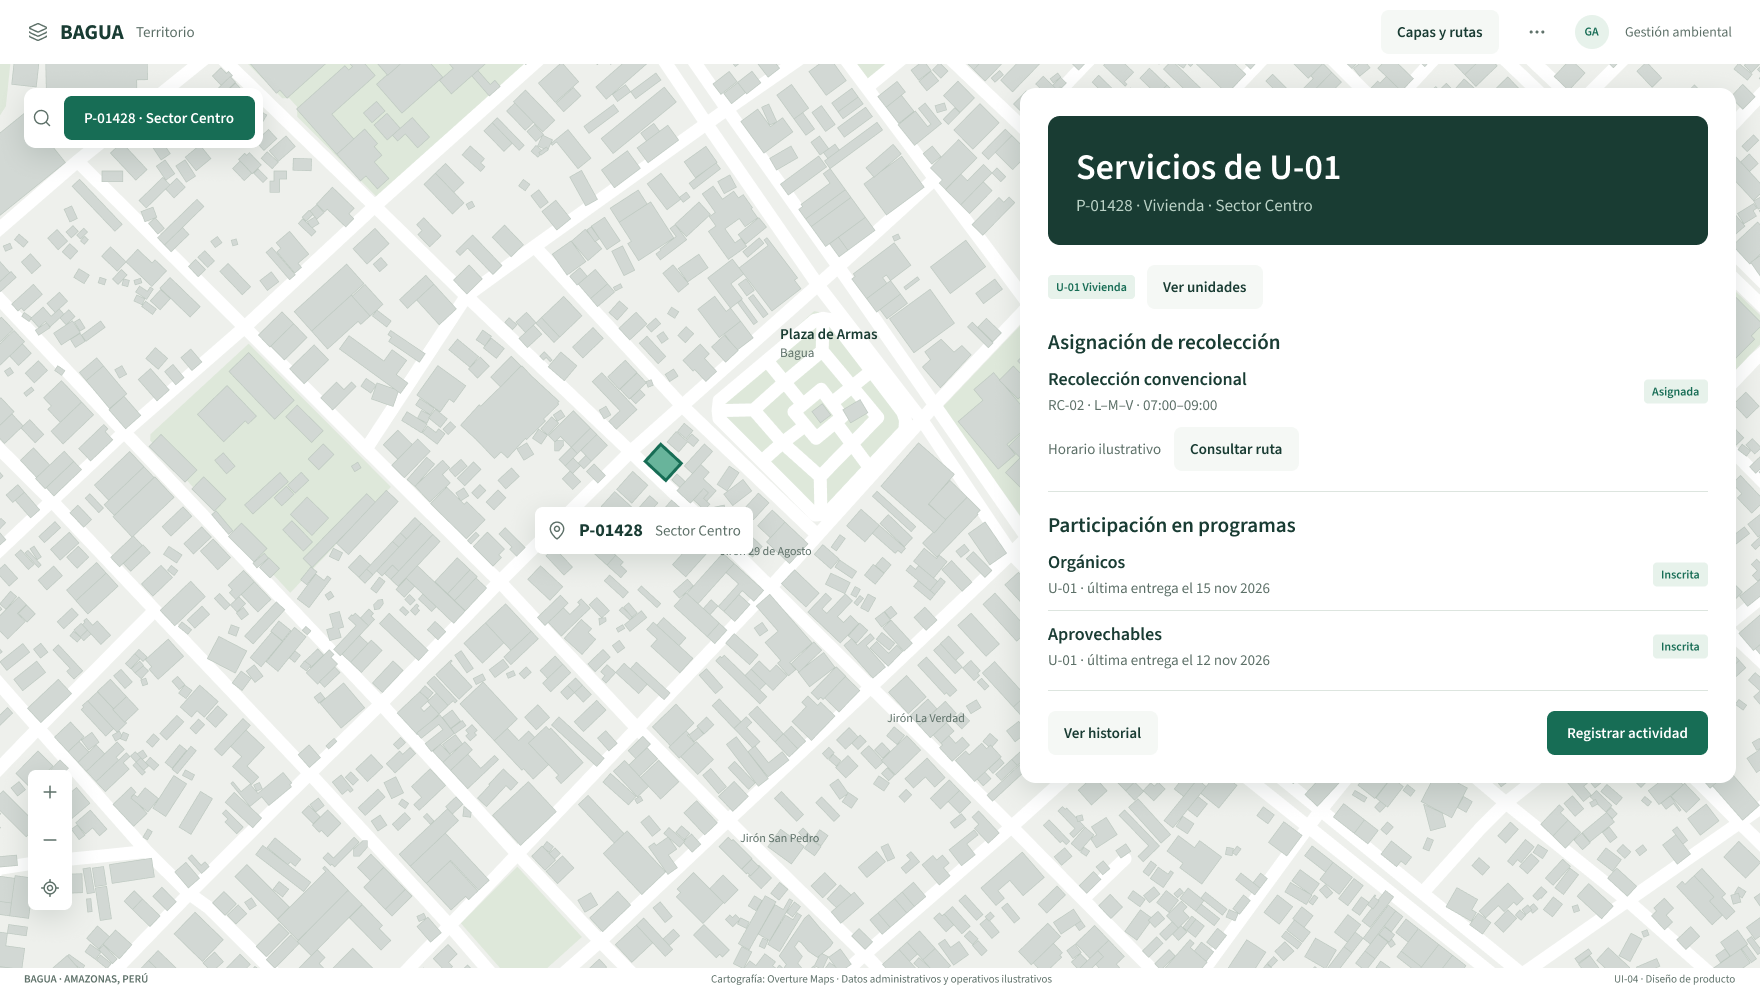 BAGUA Territorio
Capas y rutas
GA Gestión ambiental
P-01428 · Sector Centro
Servicios de U-01
P-01428 · Vivienda · Sector Centro
U-01 Vivienda
Ver unidades
Asignación de recolección
Recolección convencional
RC-02 · L–M–V · 07:00–09:00
Asignada
Horario ilustrativo
Consultar ruta
Participación en programas
Orgánicos
U-01 · última entrega el 15 nov 2026
Inscrita
Aprovechables
U-01 · última entrega el 12 nov 2026
Inscrita
Ver historial
Registrar actividad
Plaza de Armas
Bagua
P-01428 Sector Centro
29 de Agosto
Jirón La Verdad
Jirón San Pedro
BAGUA · AMAZONAS, PERÚ
Cartografía: Overture Maps · Datos administrativos y operativos ilustrativos
UI-04 · Diseño de producto